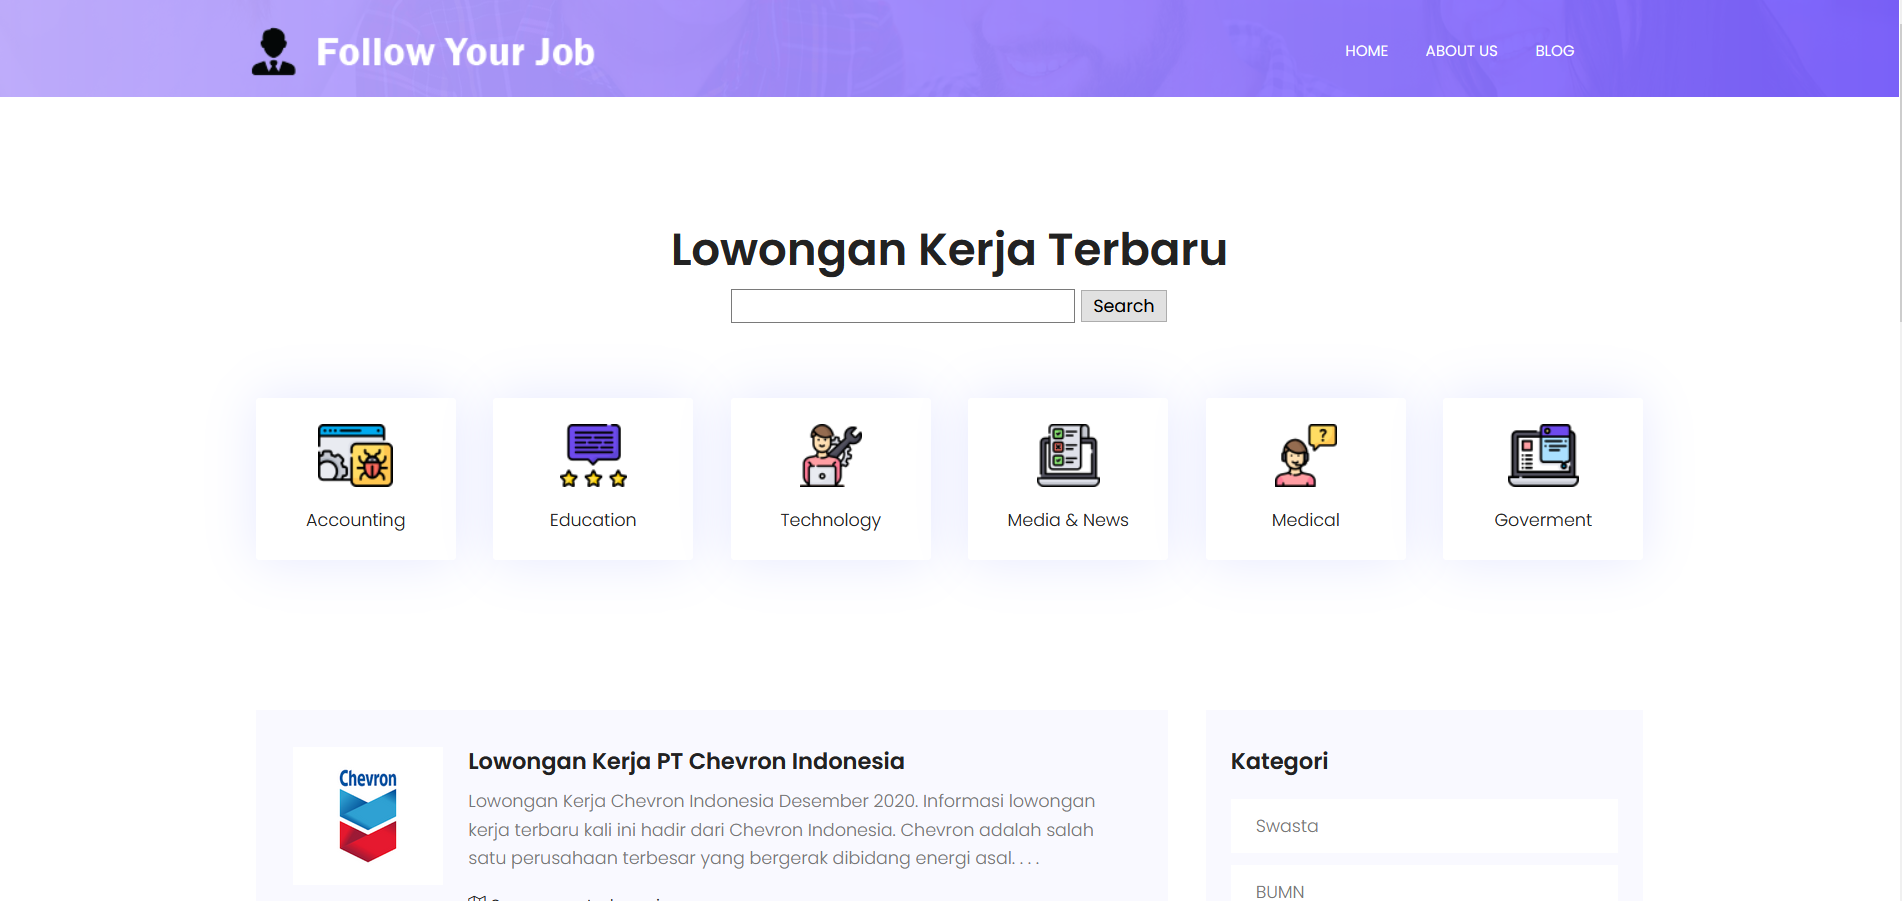 Follow Your Job
HOME
ABOUT US
BLOG
Lowongan Kerja Terbaru
Search
Accounting
Education
Technology
Media & News
Medical
Goverment
Chevron
Lowongan Kerja PT Chevron Indonesia
Lowongan Kerja Chevron Indonesia Desember 2020. Informasi lowongan
kerja terbaru kali ini hadir dari Chevron Indonesia. Chevron adalah salah
satu perusahaan terbesar yang bergerak dibidang energi asal. . . .
Kategori
Swasta
BUMN